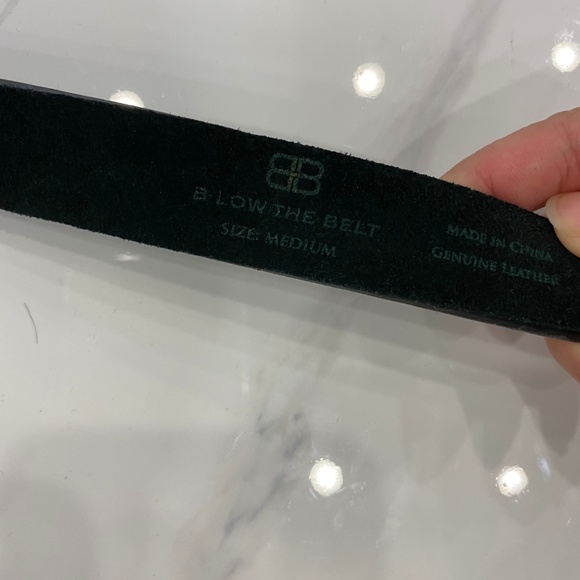 BB
B-LOW THE BELT
SIZE: MEDIUM
MADE IN CHINA
GENUINE LEATHER